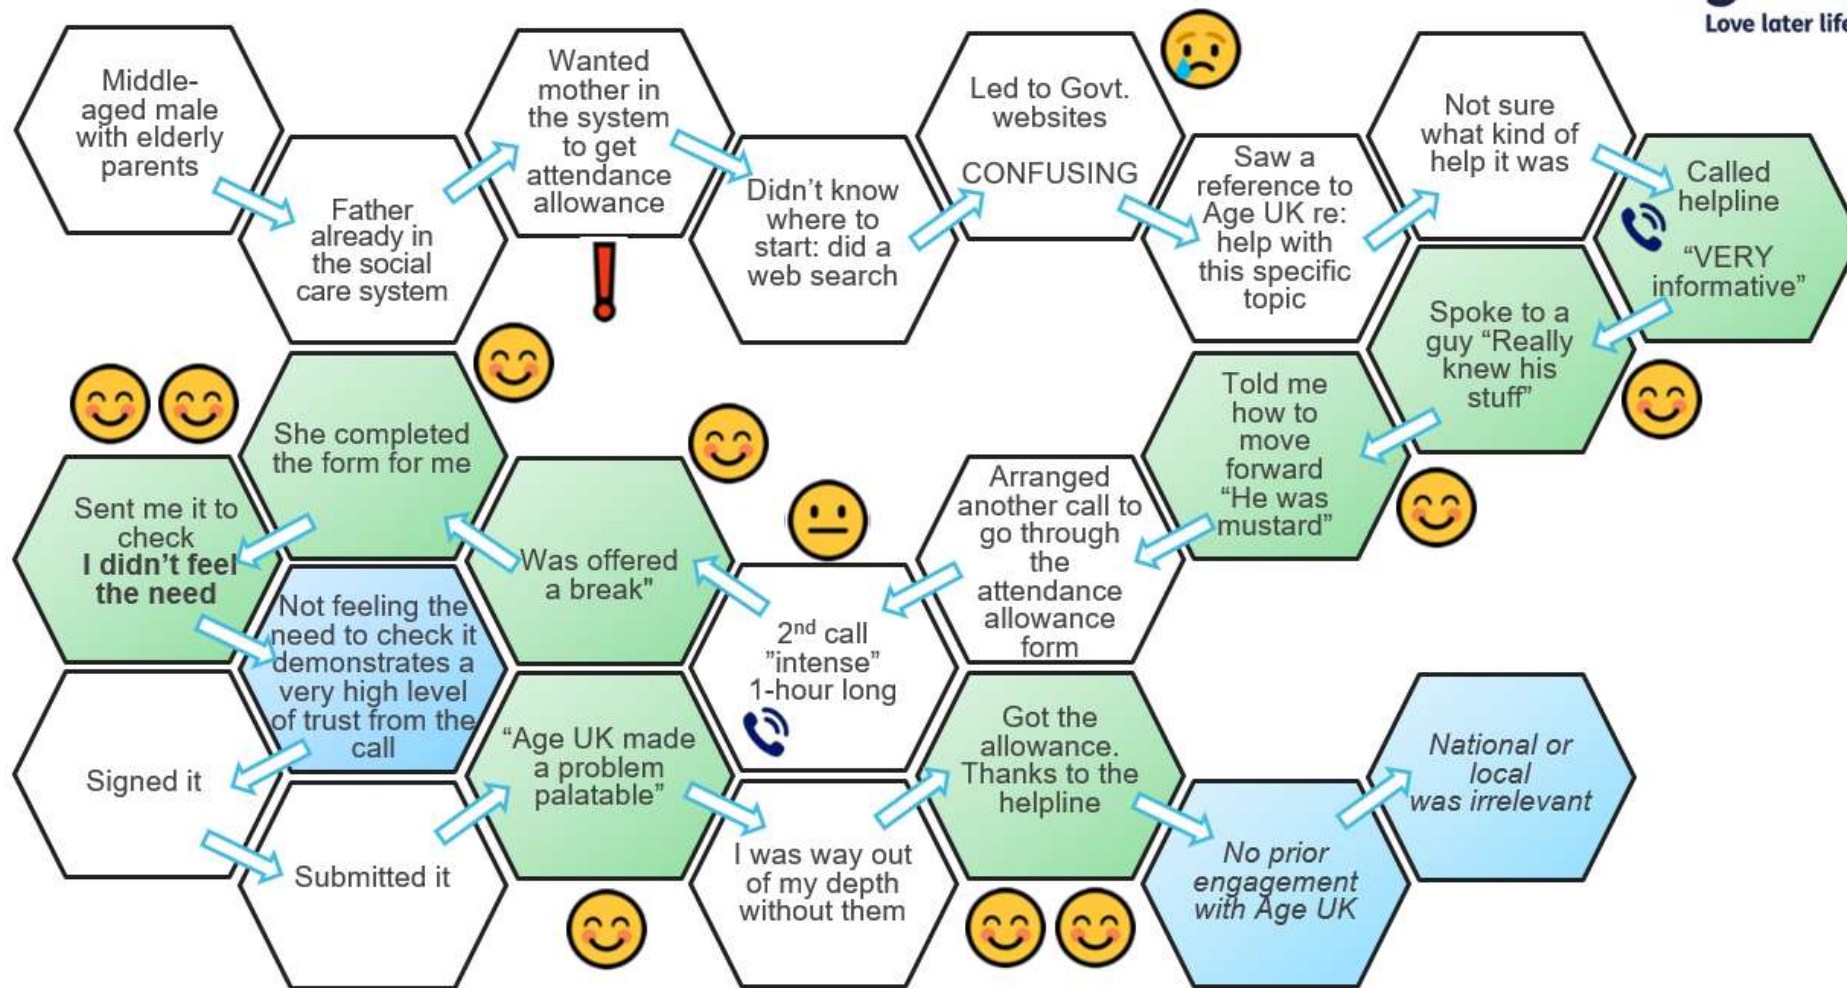 Love later life
Middle-
aged male
with elderly
parents
Father
already in
the social
care system
Wanted
mother in
the system
to get
attendance
allowance
Didn’t know
where to
start: did a
web search
Led to Govt.
websites
CONFUSING
Saw a
reference to
Age UK re:
help with
this specific
topic
Not sure
what kind of
help it was
Called
helpline
“VERY
informative”
Spoke to a
guy “Really
knew his
stuff”
Told me
how to
move
forward
“He was
mustard”
Arranged
another call to
go through
the
attendance
allowance
form
2nd call
”intense”
1-hour long
Was offered
a break"
She completed
the form for me
Sent me it to
check
I didn’t feel
the need
Not feeling the
need to check it
demonstrates a
very high level
of trust from the
call
Signed it
Submitted it
“Age UK made
a problem
palatable”
I was way out
of my depth
without them
Got the
allowance.
Thanks to the
helpline
No prior
engagement
with Age UK
National or
local
was irrelevant